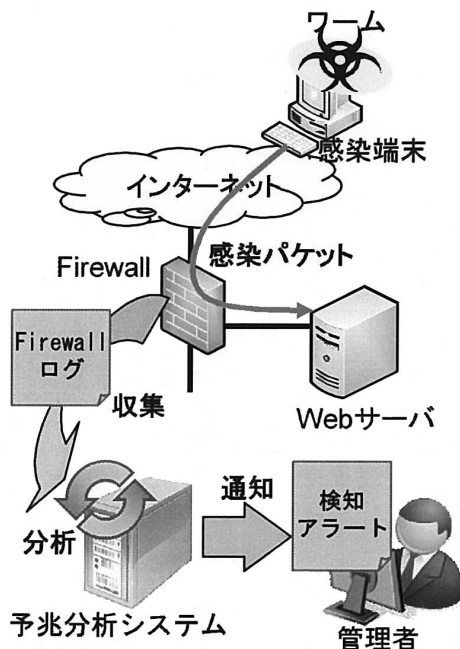 ワーム
感染端末
インターネット
感染パケット
Firewall
Firewall
ログ
収集
Webサーバ
分析
通知
検知
アラート
予兆分析システム
管理者